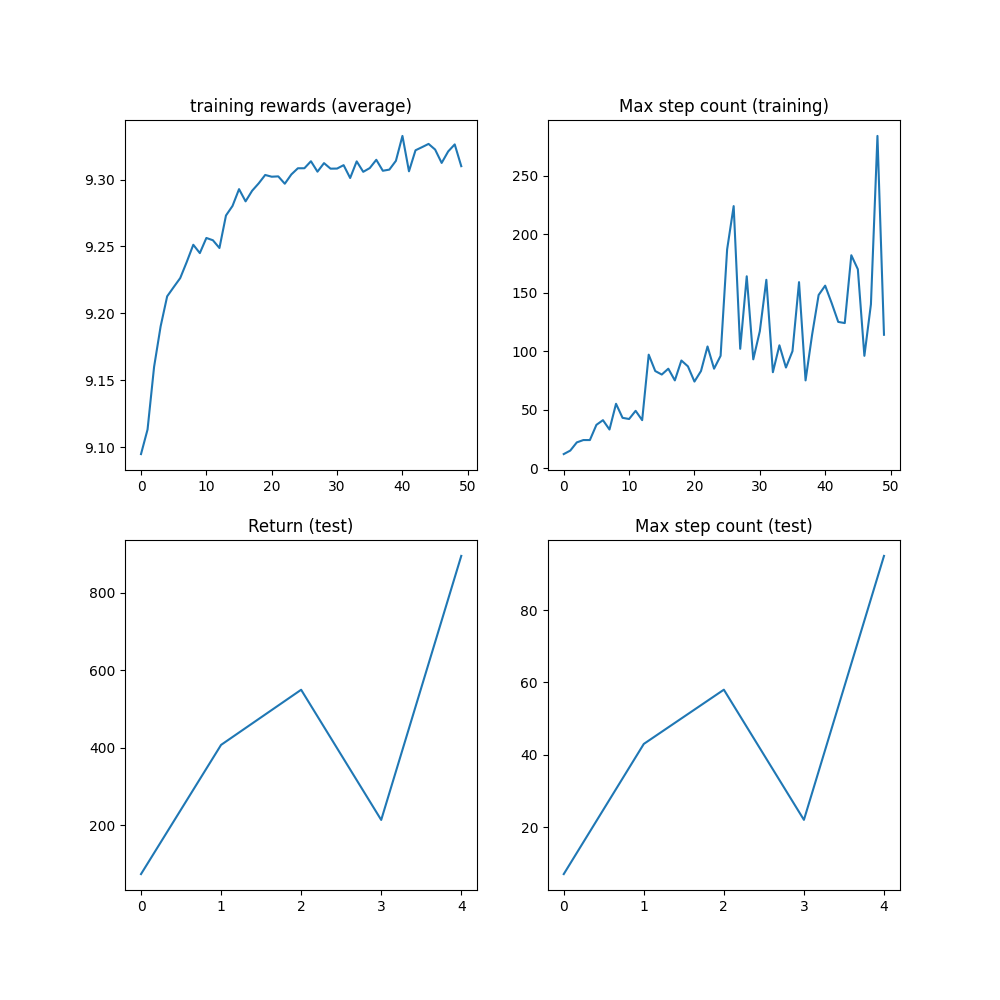 training rewards (average)
9.30
9.25
9.20
9.15
9.10
0 10 20 30 40 50
Max step count (training)
250
200
150
100
50
0
0 10 20 30 40 50
Return (test)
800
600
400
200
0 1 2 3 4
Max step count (test)
80
60
40
20
0 1 2 3 4